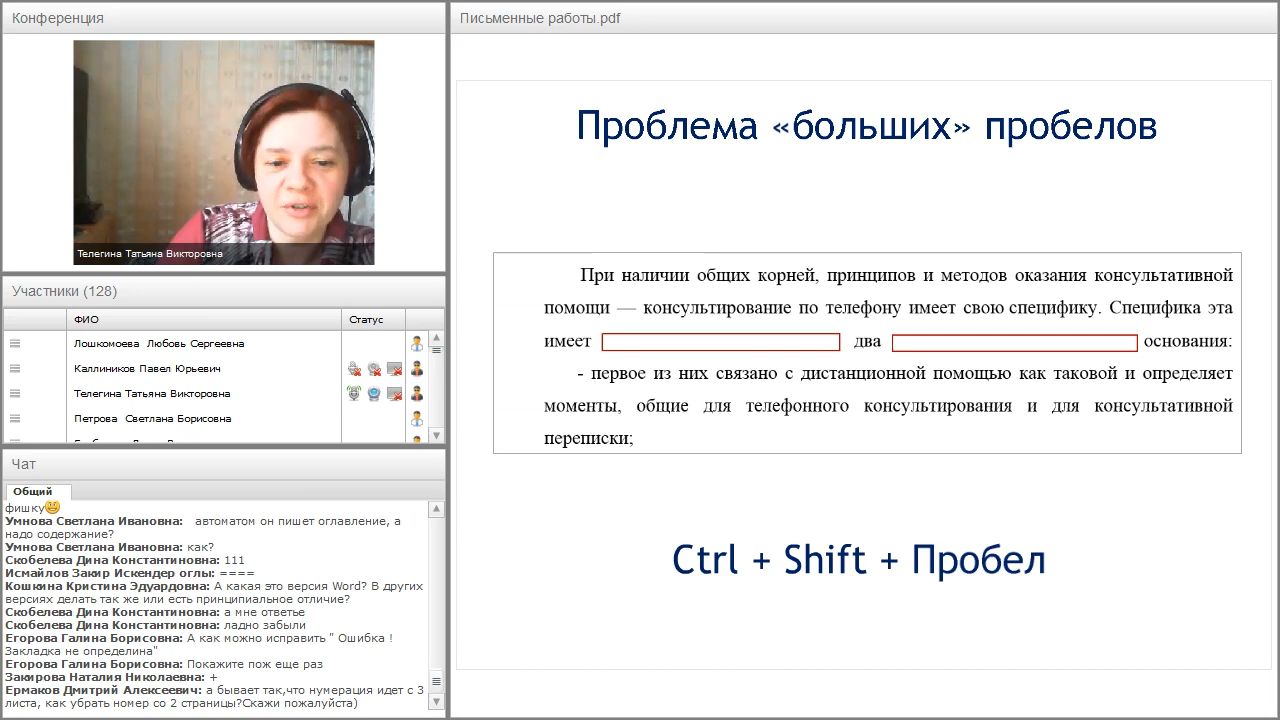 Конференция
Телегина Татьяна Викторовна
Участники (128)
ФИО
Статус
Лошкомоева Любовь Сергеевна
Каллиников Павел Юрьевич
Телегина Татьяна Викторовна
Петрова Светлана Борисовна
Чат
Общий
фишку
Умнова Светлана Ивановна: автоматом он пишет оглавление, а
надо содержание?
Умнова Светлана Ивановна: как?
Скобелева Дина Константиновна: 111
Исмайлов Закир Искендер оглы: ====
Кошкина Кристина Эдуардовна: А какая это версия Word? В других
версиях делать так же или есть принципиальное отличие?
Скобелева Дина Константиновна: а мне ответье
Скобелева Дина Константиновна: ладно забыли
Егорова Галина Борисовна: А как можно исправить " Ошибка !
Закладка не определина"
Егорова Галина Борисовна: Покажите пож еще раз
Закирова Наталия Николаевна: +
Ермаков Дмитрий Алексеевич: а бывает так,что нумерация идет с 3
листа, как убрать номер со 2 страницы?Скажи пожалуйста)
Письменные работы.pdf
Проблема «больших» пробелов
При наличии общих корней, принципов и методов оказания консультативной
помощи — консультирование по телефону имеет свою специфику. Специфика эта
имеет два основания:
- первое из них связано с дистанционной помощью как таковой и определяет
моменты, общие для телефонного консультирования и для консультативной
переписки;
Ctrl + Shift + Пробел